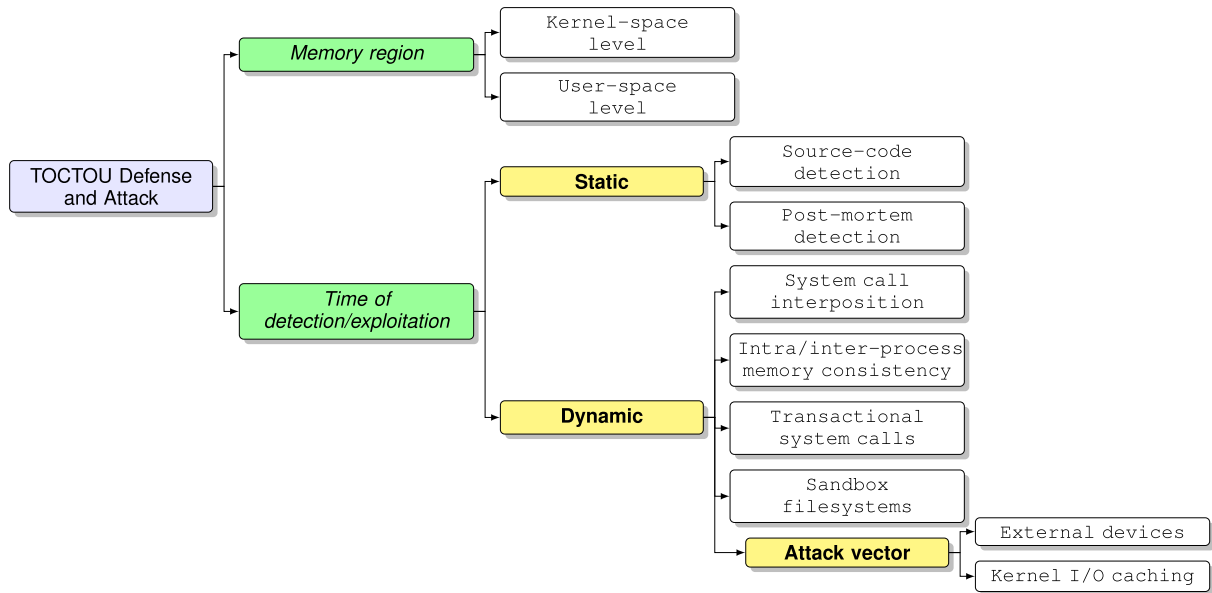 TOCTOU Defense
and Attack
Memory region
Kernel-space
level
User-space
level
Time of
detection/exploitation
Static
Source-code
detection
Post-mortem
detection
Dynamic
System call
interposition
Intra/inter-process
memory consistency
Transactional
system calls
Sandbox
filesystems
Attack vector
External devices
Kernel I/O caching